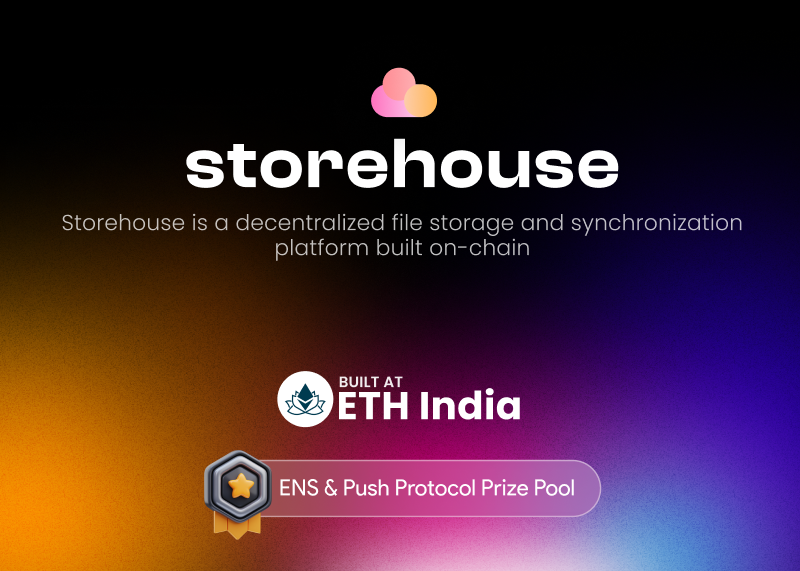 storehouse
Storehouse is a decentralized file storage and synchronization
platform built on-chain
BUILT AT
ETH India
ENS & Push Protocol Prize Pool